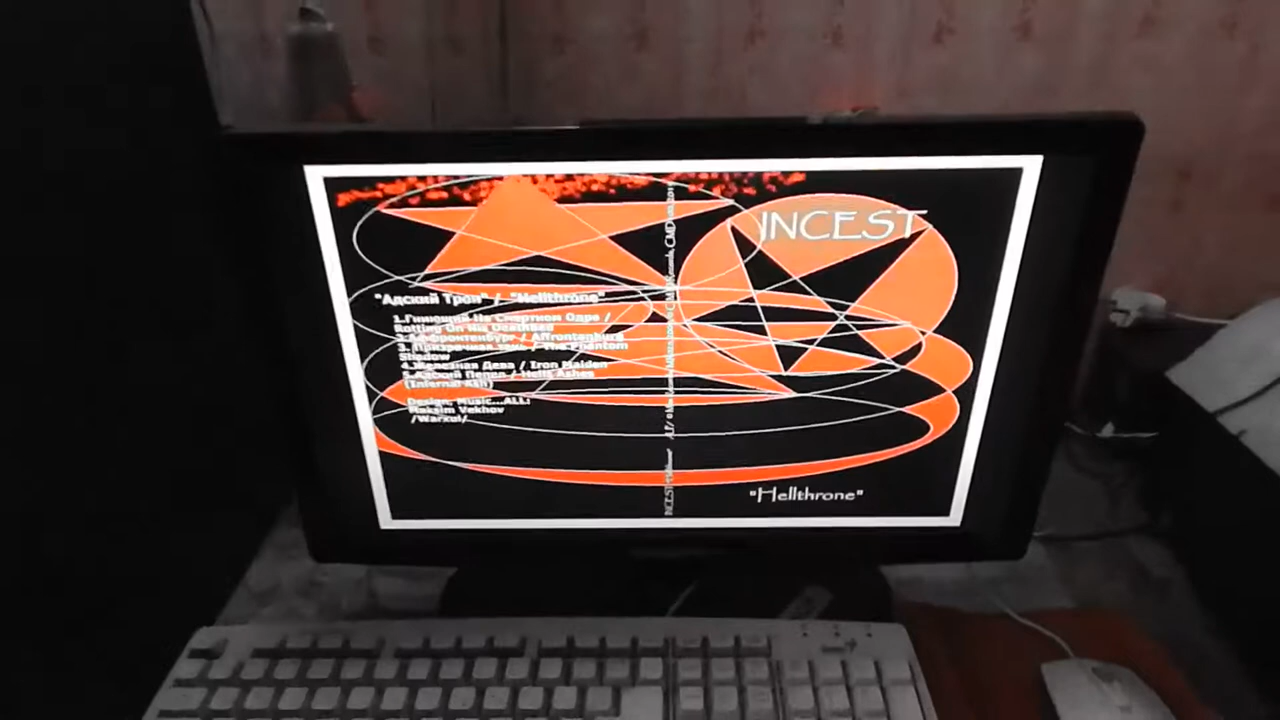 INCEST
"Адский Трон" / "Hellthrone"
1.Гниющий На Смертном Одре /
Rotting On His Deathbed
2.Аффронтенбург / Affrontenburg
3. Призрачная тень / The Phantom
Shadow
4.Железная Дева / Iron Maiden
5.Адский Пепел / Hells Ashes
(Infernal Ash)
Design, Music...ALL:
Maksim Vekhov
/Warxul/
"Hellthrone"